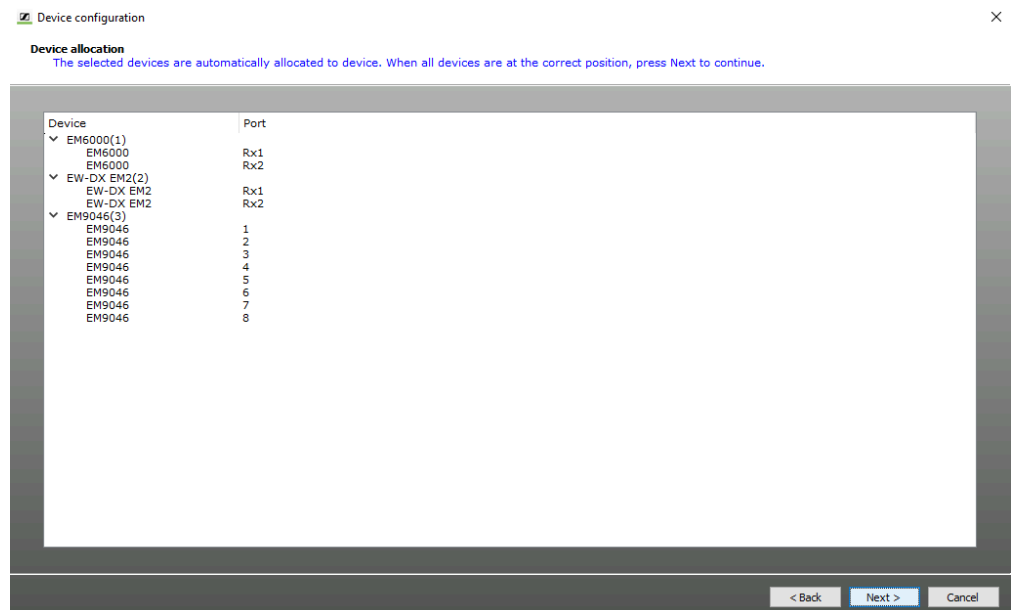 Device configuration
Device allocation
The selected devices are automatically allocated to device. When all devices are at the correct position, press Next to continue.
Device Port
EM6000(1)
EM6000 Rx1
EM6000 Rx2
EW-DX EM2(2)
EW-DX EM2 Rx1
EW-DX EM2 Rx2
EM9046(3)
EM9046 1
EM9046 2
EM9046 3
EM9046 4
EM9046 5
EM9046 6
EM9046 7
EM9046 8
< Back Next > Cancel